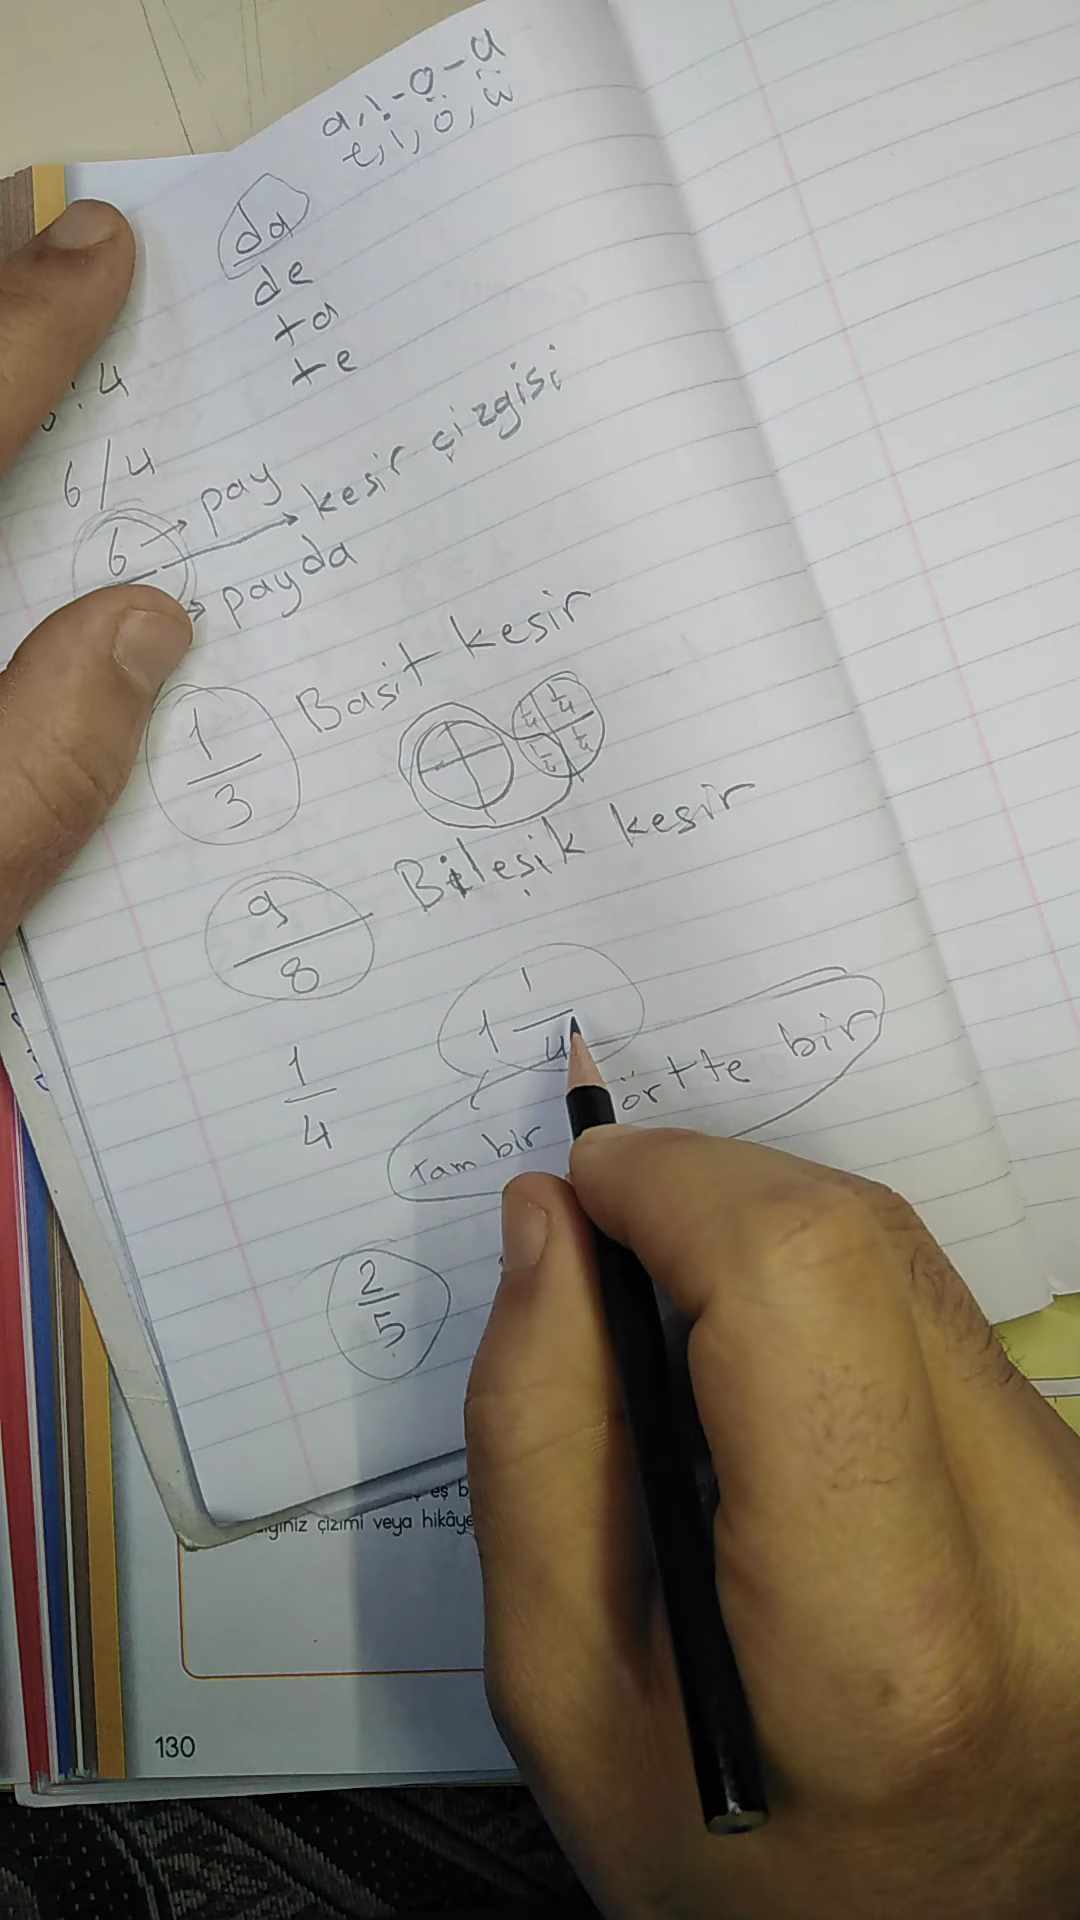 a, ı - o - u
e, i, ö, ü
da
de
ta
te
: 4
6/4
6 → pay
→ kesir çizgisi
→ payda
1/3 Basit kesir
1/4 1/4
1/4 1/4
9/8 Bileşik kesir
1/4
1 1/4
Tam bir örtte bir
2/5
eş b
çizimi veya hikâye
130